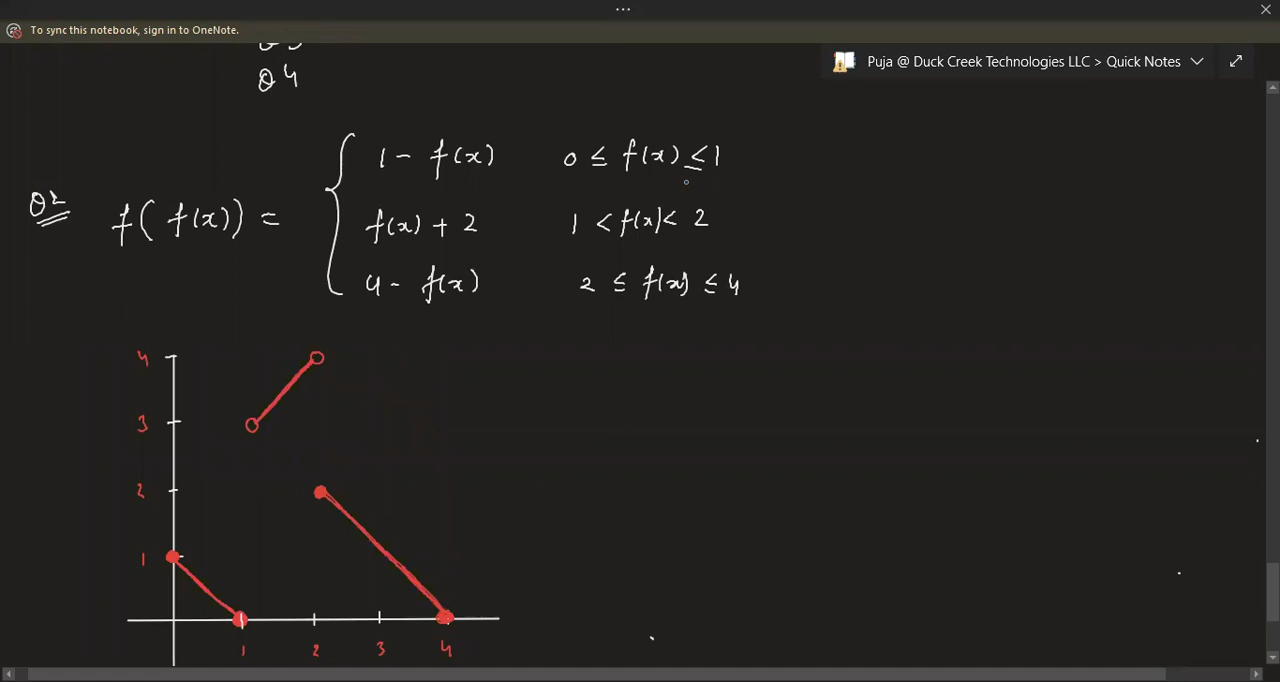 To sync this notebook, sign in to OneNote.
Puja @ Duck Creek Technologies LLC > Quick Notes
Q4
1 - f(x) 0 ≤ f(x) ≤ 1
Q2 f( f(x)) = f(x) + 2 1 < f(x) < 2
4 - f(x) 2 ≤ f(x) ≤ 4
4
3
2
1
1 2 3 4